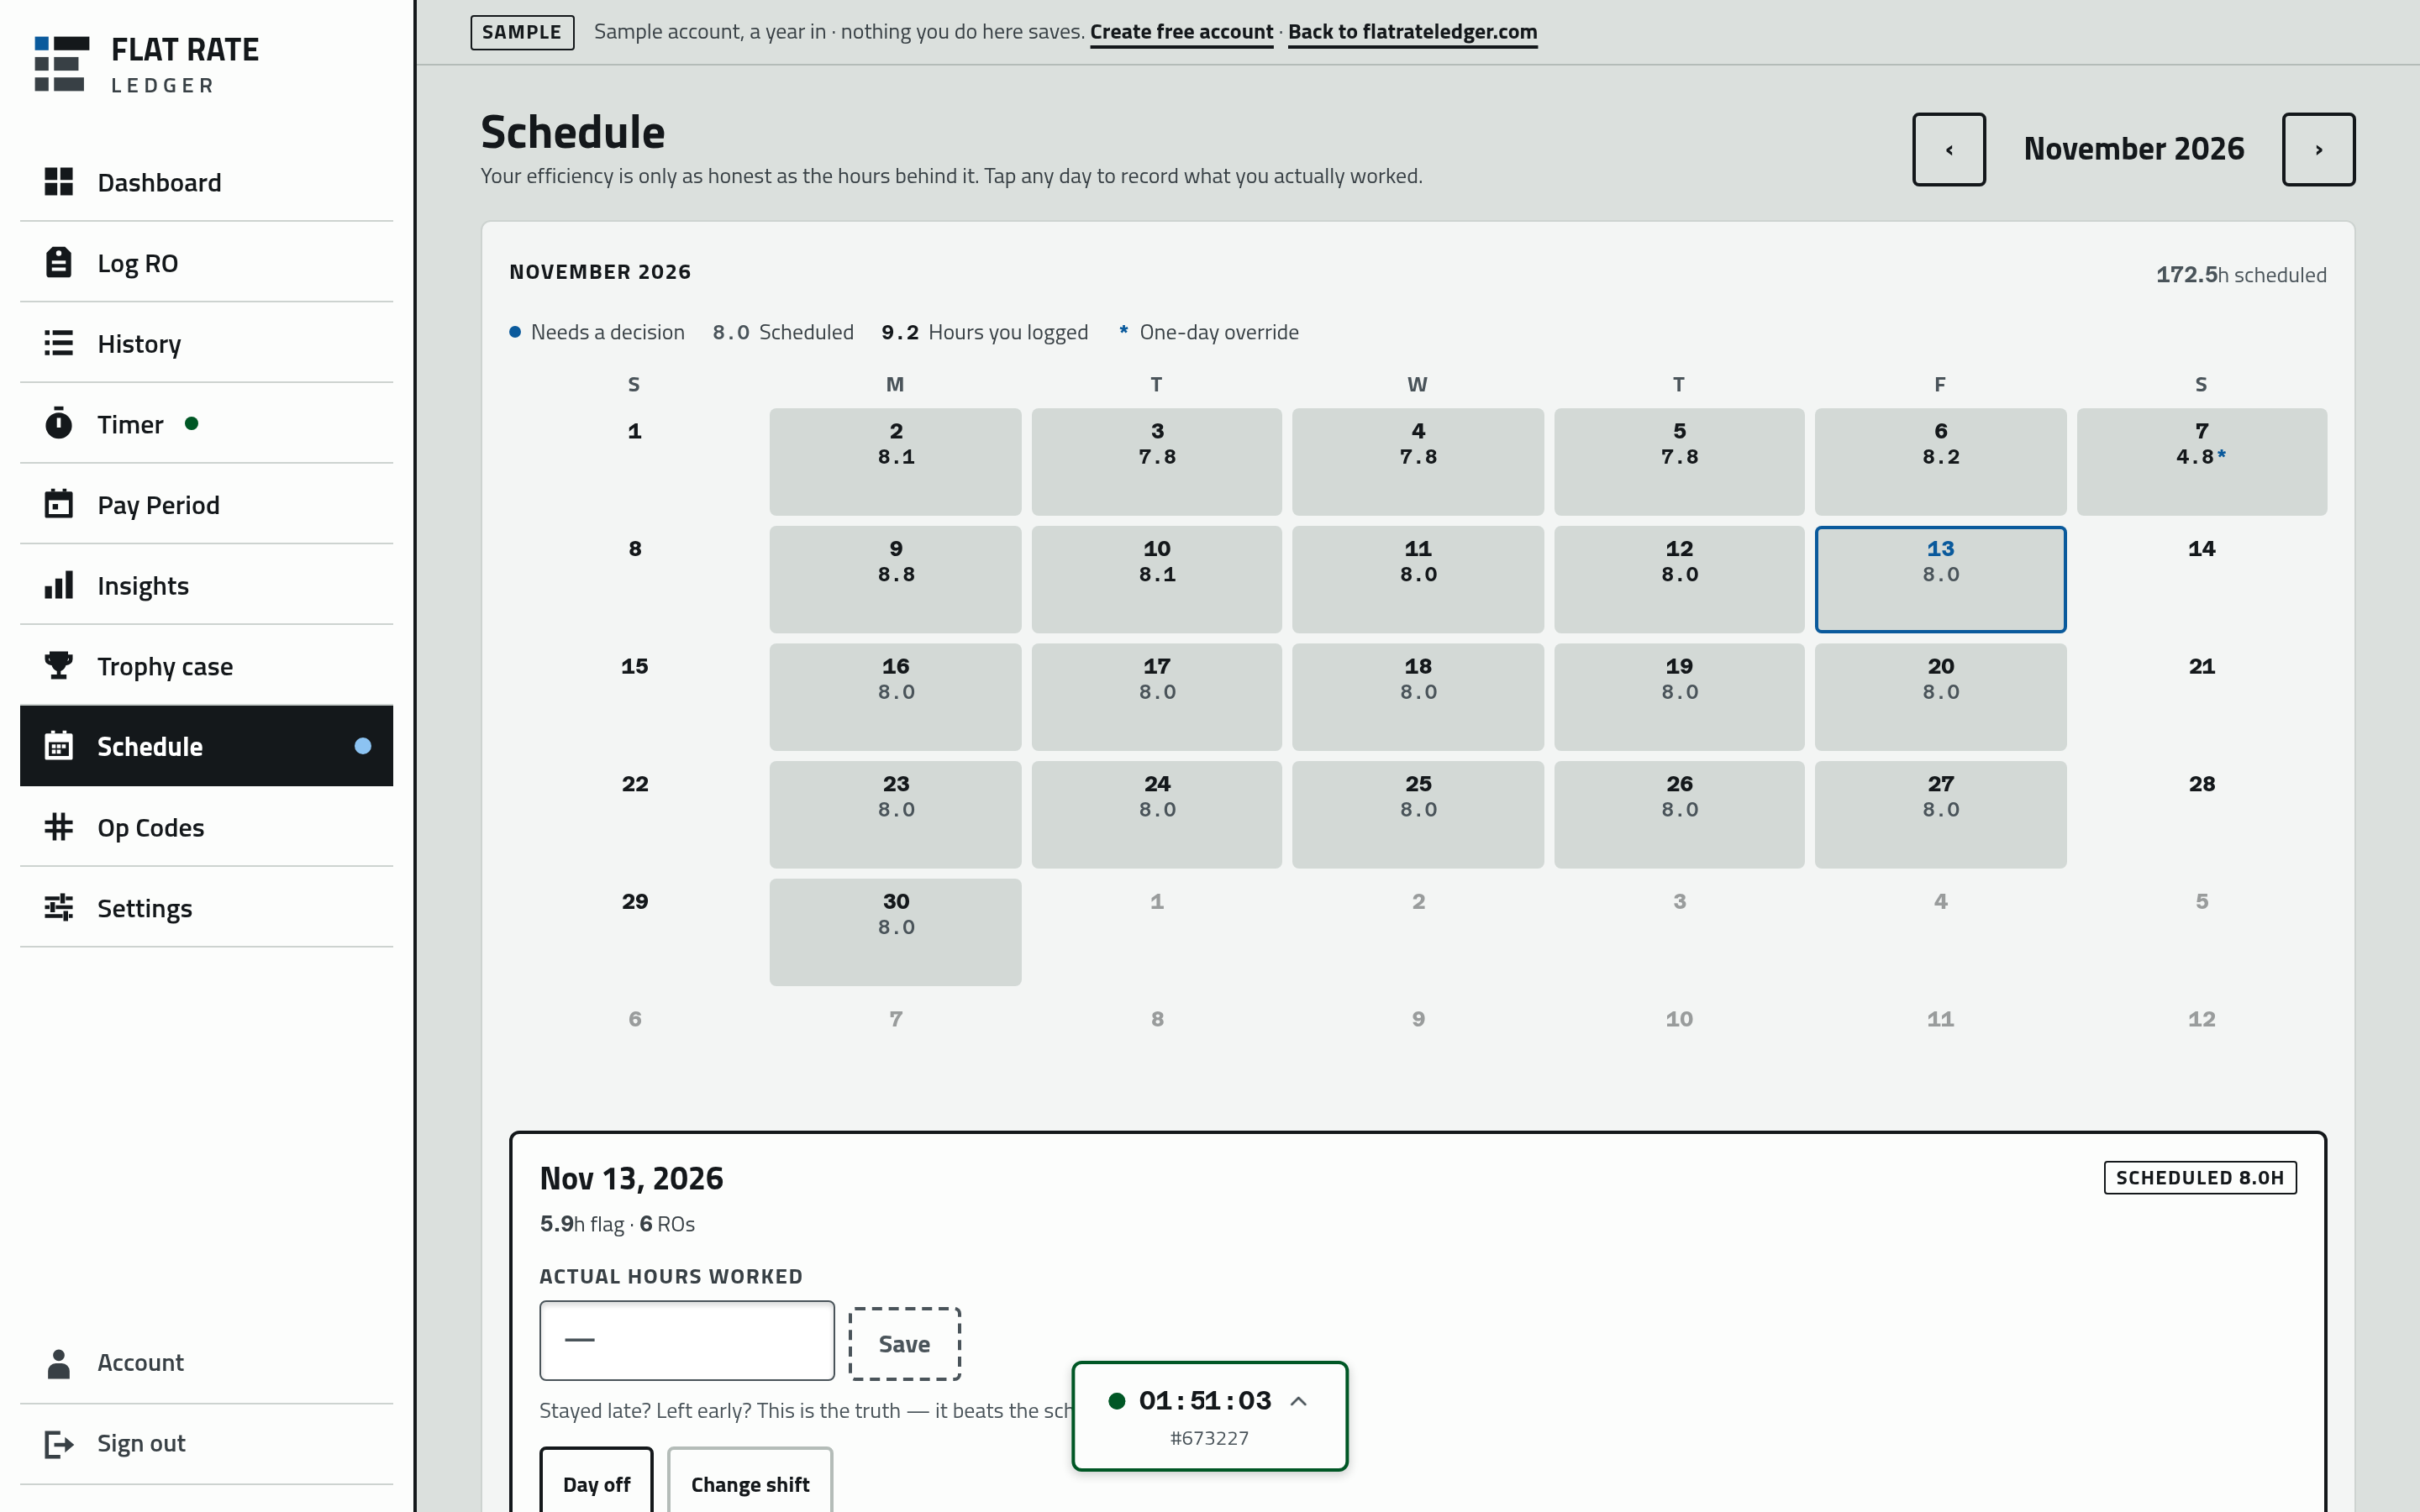 FLAT RATE
LEDGER
Dashboard
Log RO
History
Timer
Pay Period
Insights
Trophy case
Schedule
Op Codes
Settings
Account
Sign out
SAMPLE Sample account, a year in · nothing you do here saves. Create free account · Back to flatrateledger.com
Schedule
Your efficiency is only as honest as the hours behind it. Tap any day to record what you actually worked.
‹ November 2026 ›
NOVEMBER 2026 172.5h scheduled
Needs a decision 8.0 Scheduled 9.2 Hours you logged * One-day override
S M T W T F S
1 2 3 4 5 6 7
8.1 7.8 7.8 7.8 8.2 4.8*
8 9 10 11 12 13 14
8.8 8.1 8.0 8.0 8.0
15 16 17 18 19 20 21
8.0 8.0 8.0 8.0 8.0
22 23 24 25 26 27 28
8.0 8.0 8.0 8.0 8.0
29 30 1 2 3 4 5
8.0
6 7 8 9 10 11 12
Nov 13, 2026 SCHEDULED 8.0H
5.9h flag · 6 ROs
ACTUAL HOURS WORKED
— Save
Stayed late? Left early? This is the truth — it beats the sch
01:51:03
#673227
Day off Change shift